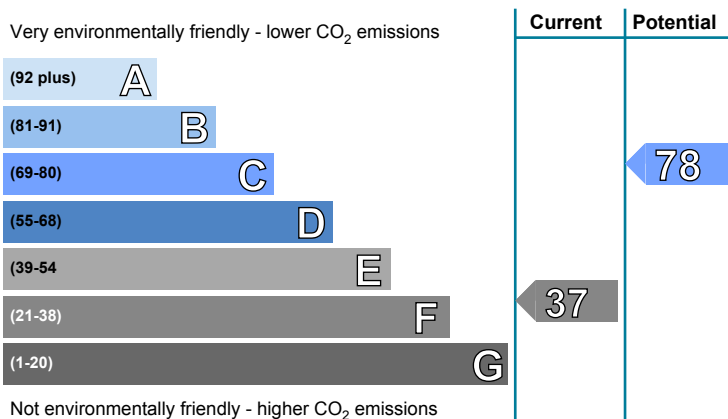 Current Potential
Very environmentally friendly - lower CO2 emissions
(92 plus) A
(81-91) B
(69-80) C
78
(55-68) D
(39-54 E
37
(21-38) F
(1-20) G
Not environmentally friendly - higher CO2 emissions